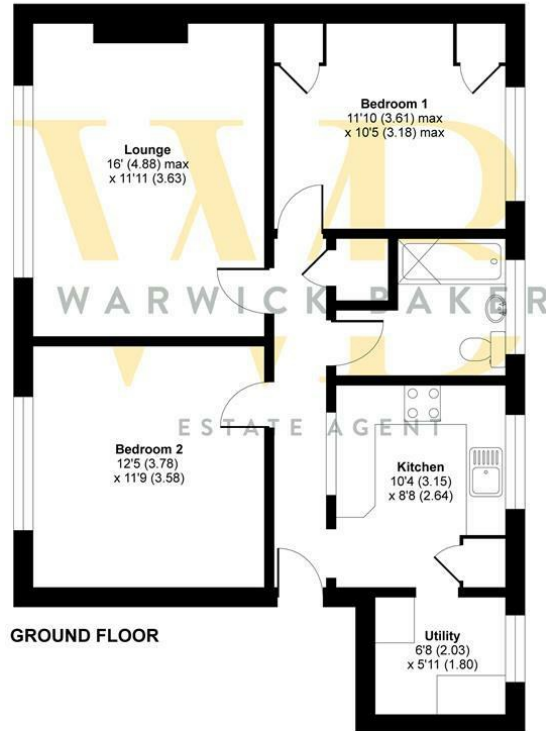 Lounge
16' (4.88) max
x 11'11 (3.63)
Bedroom 1
11'10 (3.61) max
x 10'5 (3.18) max
WB
WARWICK BAKER
ESTATE AGENT
Bedroom 2
12'5 (3.78)
x 11'9 (3.58)
Kitchen
10'4 (3.15)
x 8'8 (2.64)
Utility
6'8 (2.03)
x 5'11 (1.80)
GROUND FLOOR